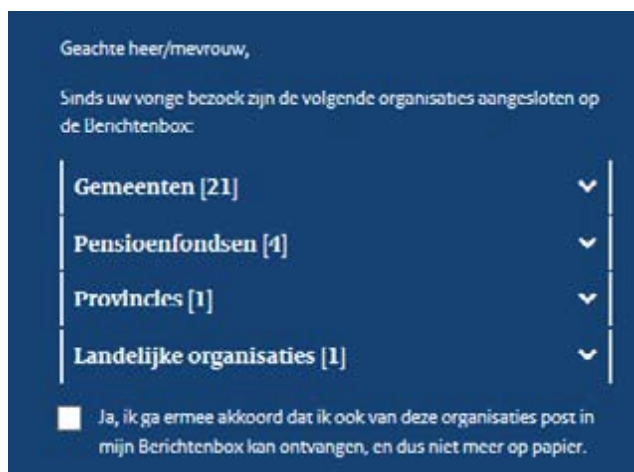 Geachte heer/mevrouw,
Sinds uw vorige bezoek zijn de volgende organisaties aangesloten op
de Berichtenbox:
Gemeenten [21]
Pensioenfondsen [4]
Provincies [1]
Landelijke organisaties [1]
Ja, ik ga ermee akkoord dat ik ook van deze organisaties post in
mijn Berichtenbox kan ontvangen, en dus niet meer op papier.